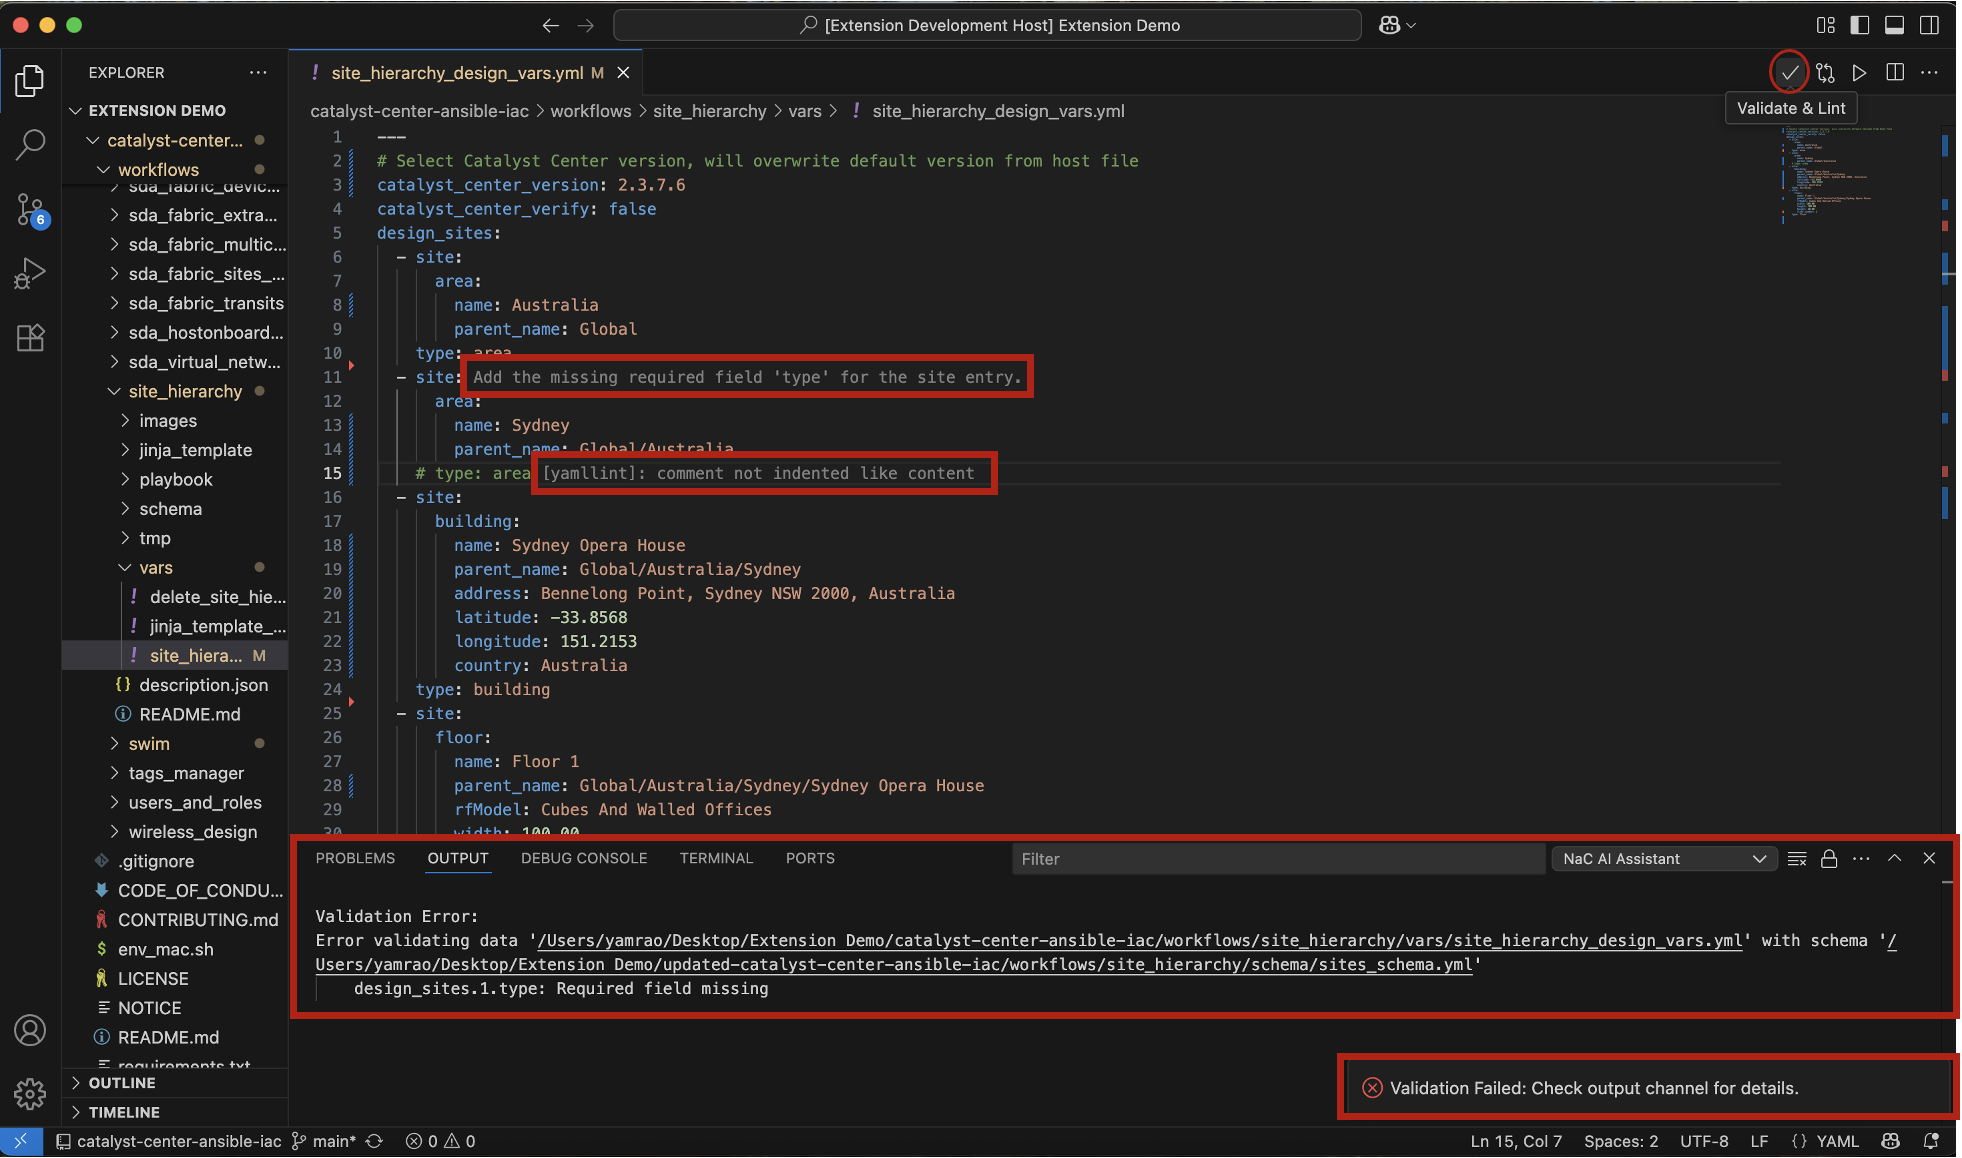 [Extension Development Host] Extension Demo
EXPLORER
EXTENSION DEMO
catalyst-center...
workflows
sda_fabric_devic...
sda_fabric_extra...
sda_fabric_multic...
sda_fabric_sites_...
sda_fabric_transits
sda_hostonboard...
sda_virtual_netw...
site_hierarchy
images
jinja_template
playbook
schema
tmp
vars
! delete_site_hie...
! jinja_template_...
! site_hiera... M
{} description.json
README.md
swim
tags_manager
users_and_roles
wireless_design
.gitignore
CODE_OF_CONDU...
CONTRIBUTING.md
$ env_mac.sh
LICENSE
NOTICE
README.md
requirements.txt
OUTLINE
TIMELINE
6
! site_hierarchy_design_vars.yml M
Validate & Lint
catalyst-center-ansible-iac > workflows > site_hierarchy > vars > ! site_hierarchy_design_vars.yml
1 ---
2 # Select Catalyst Center version, will overwrite default version from host file
3 catalyst_center_version: 2.3.7.6
4 catalyst_center_verify: false
5 design_sites:
6 - site:
7 area:
8 name: Australia
9 parent_name: Global
10 type: area
11 - site: Add the missing required field 'type' for the site entry.
12 area:
13 name: Sydney
14 parent_name: Global/Australia
15 # type: area [yamllint]: comment not indented like content
16 - site:
17 building:
18 name: Sydney Opera House
19 parent_name: Global/Australia/Sydney
20 address: Bennelong Point, Sydney NSW 2000, Australia
21 latitude: -33.8568
22 longitude: 151.2153
23 country: Australia
24 type: building
25 - site:
26 floor:
27 name: Floor 1
28 parent_name: Global/Australia/Sydney/Sydney Opera House
29 rfModel: Cubes And Walled Offices
30 width: 100.00
PROBLEMS OUTPUT DEBUG CONSOLE TERMINAL PORTS Filter NaC AI Assistant
Validation Error:
Error validating data '/Users/yamrao/Desktop/Extension Demo/catalyst-center-ansible-iac/workflows/site_hierarchy/vars/site_hierarchy_design_vars.yml' with schema '/
Users/yamrao/Desktop/Extension Demo/updated-catalyst-center-ansible-iac/workflows/site_hierarchy/schema/sites_schema.yml'
design_sites.1.type: Required field missing
Validation Failed: Check output channel for details.
catalyst-center-ansible-iac main* 0 0 Ln 15, Col 7 Spaces: 2 UTF-8 LF {} YAML